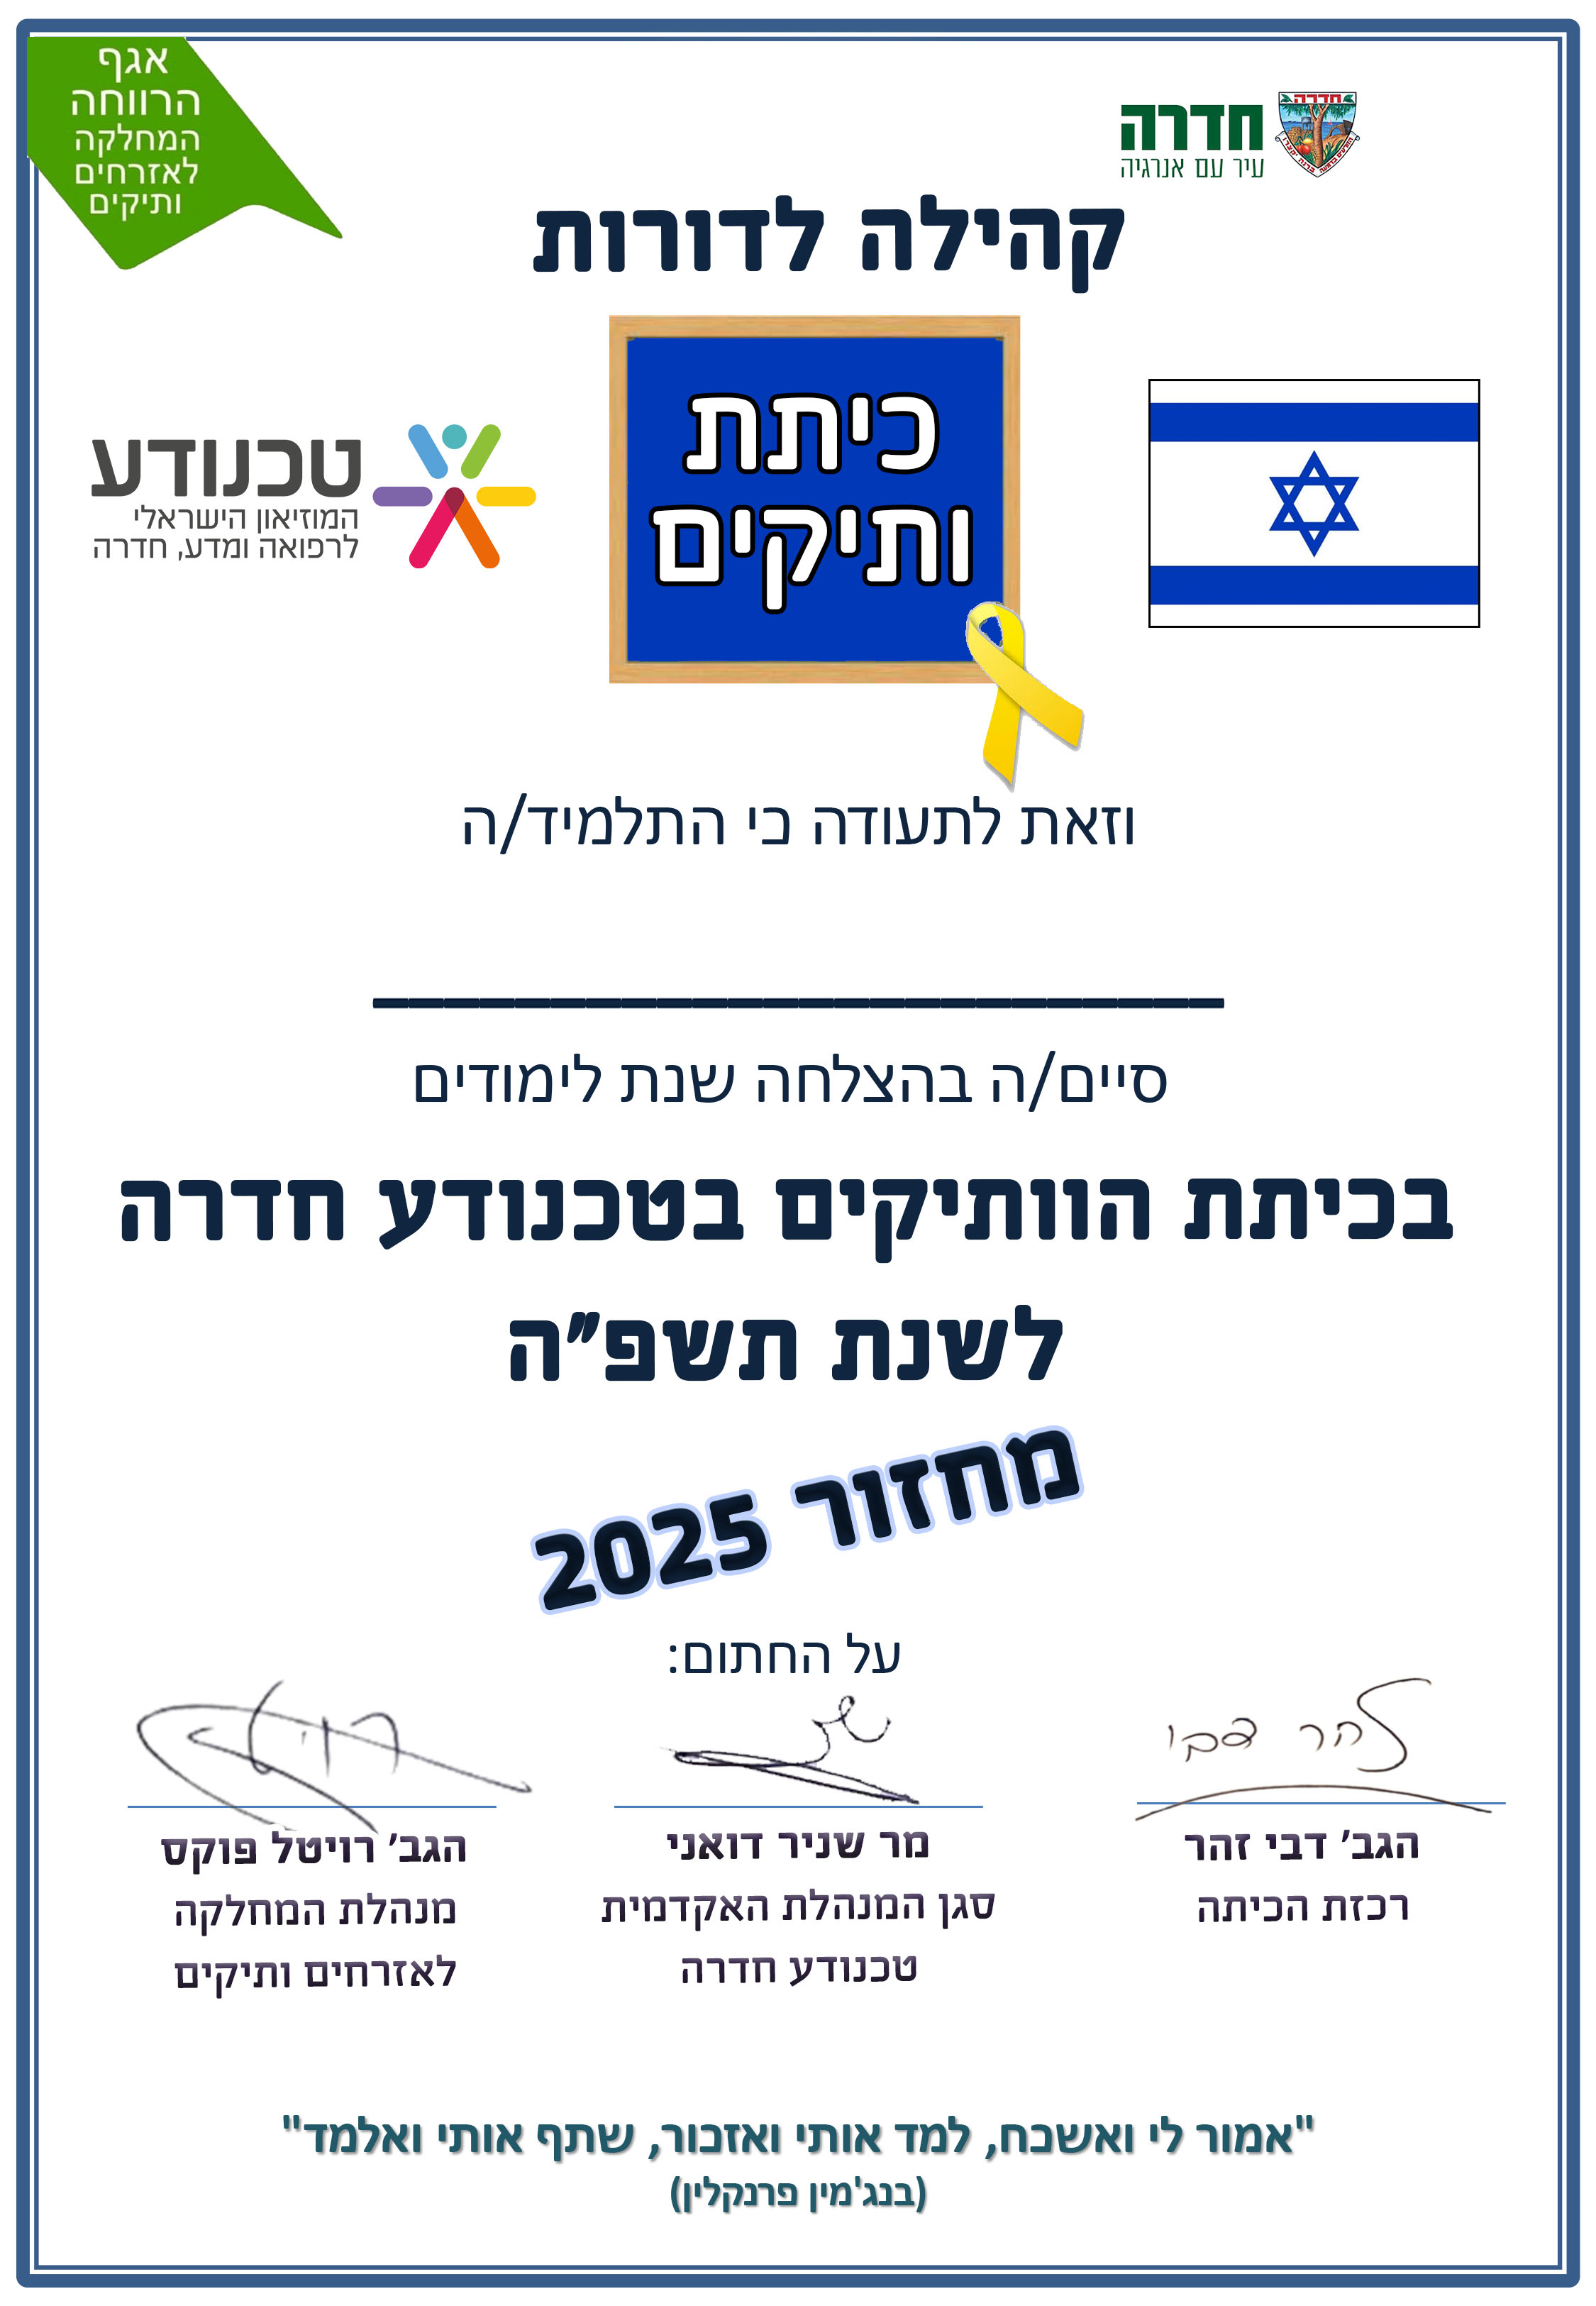 אגף
הרווחה
המחלקה
לאזרחים
ותיקים
חדרה
חדרה
עיר עם אנרגיה
קהילה לדורות
כיתת
ותיקים
טכנודע
המוזיאון הישראלי
לרפואה ומדע, חדרה
וזאת לתעודה כי התלמיד/ה
סיים/ה בהצלחה שנת לימודים
בכיתת הוותיקים בטכנודע חדרה
לשנת תשפ״ה
מחזור 2025
על החתום:
זהר דבי
הגב׳ דבי זהר
רכזת הכיתה
מר שניר דואני
סגן המנהלת האקדמית
טכנודע חדרה
הגב׳ רויטל פוקס
מנהלת המחלקה
לאזרחים ותיקים
"אמור לי ואשכח, למד אותי ואזכור, שתף אותי ואלמד"
(בנג'מין פרנקלין)